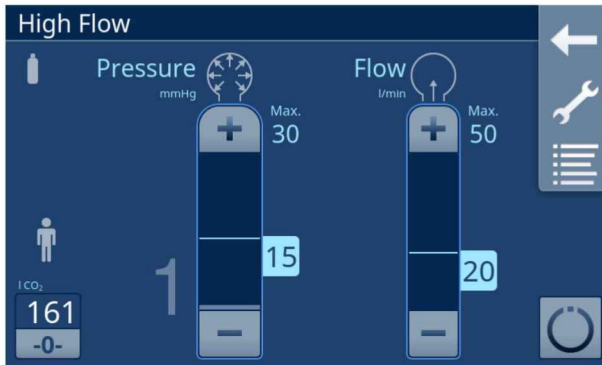 High Flow
Pressure
mmHg
Max.
30
+
15
1
−
Flow
l/min
Max.
50
+
20
−
l CO₂
161
-0-